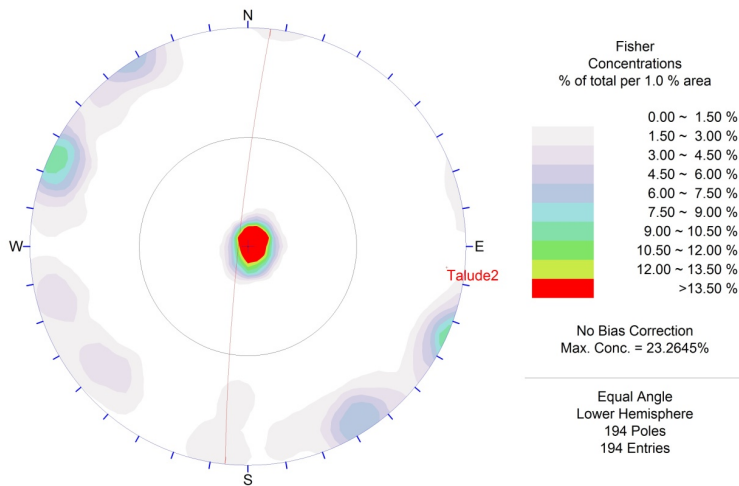 N
W
E
S
Talude2
Fisher
Concentrations
% of total per 1.0 % area
0.00 ~ 1.50 %
1.50 ~ 3.00 %
3.00 ~ 4.50 %
4.50 ~ 6.00 %
6.00 ~ 7.50 %
7.50 ~ 9.00 %
9.00 ~ 10.50 %
10.50 ~ 12.00 %
12.00 ~ 13.50 %
>13.50 %
No Bias Correction
Max. Conc. = 23.2645%
Equal Angle
Lower Hemisphere
194 Poles
194 Entries